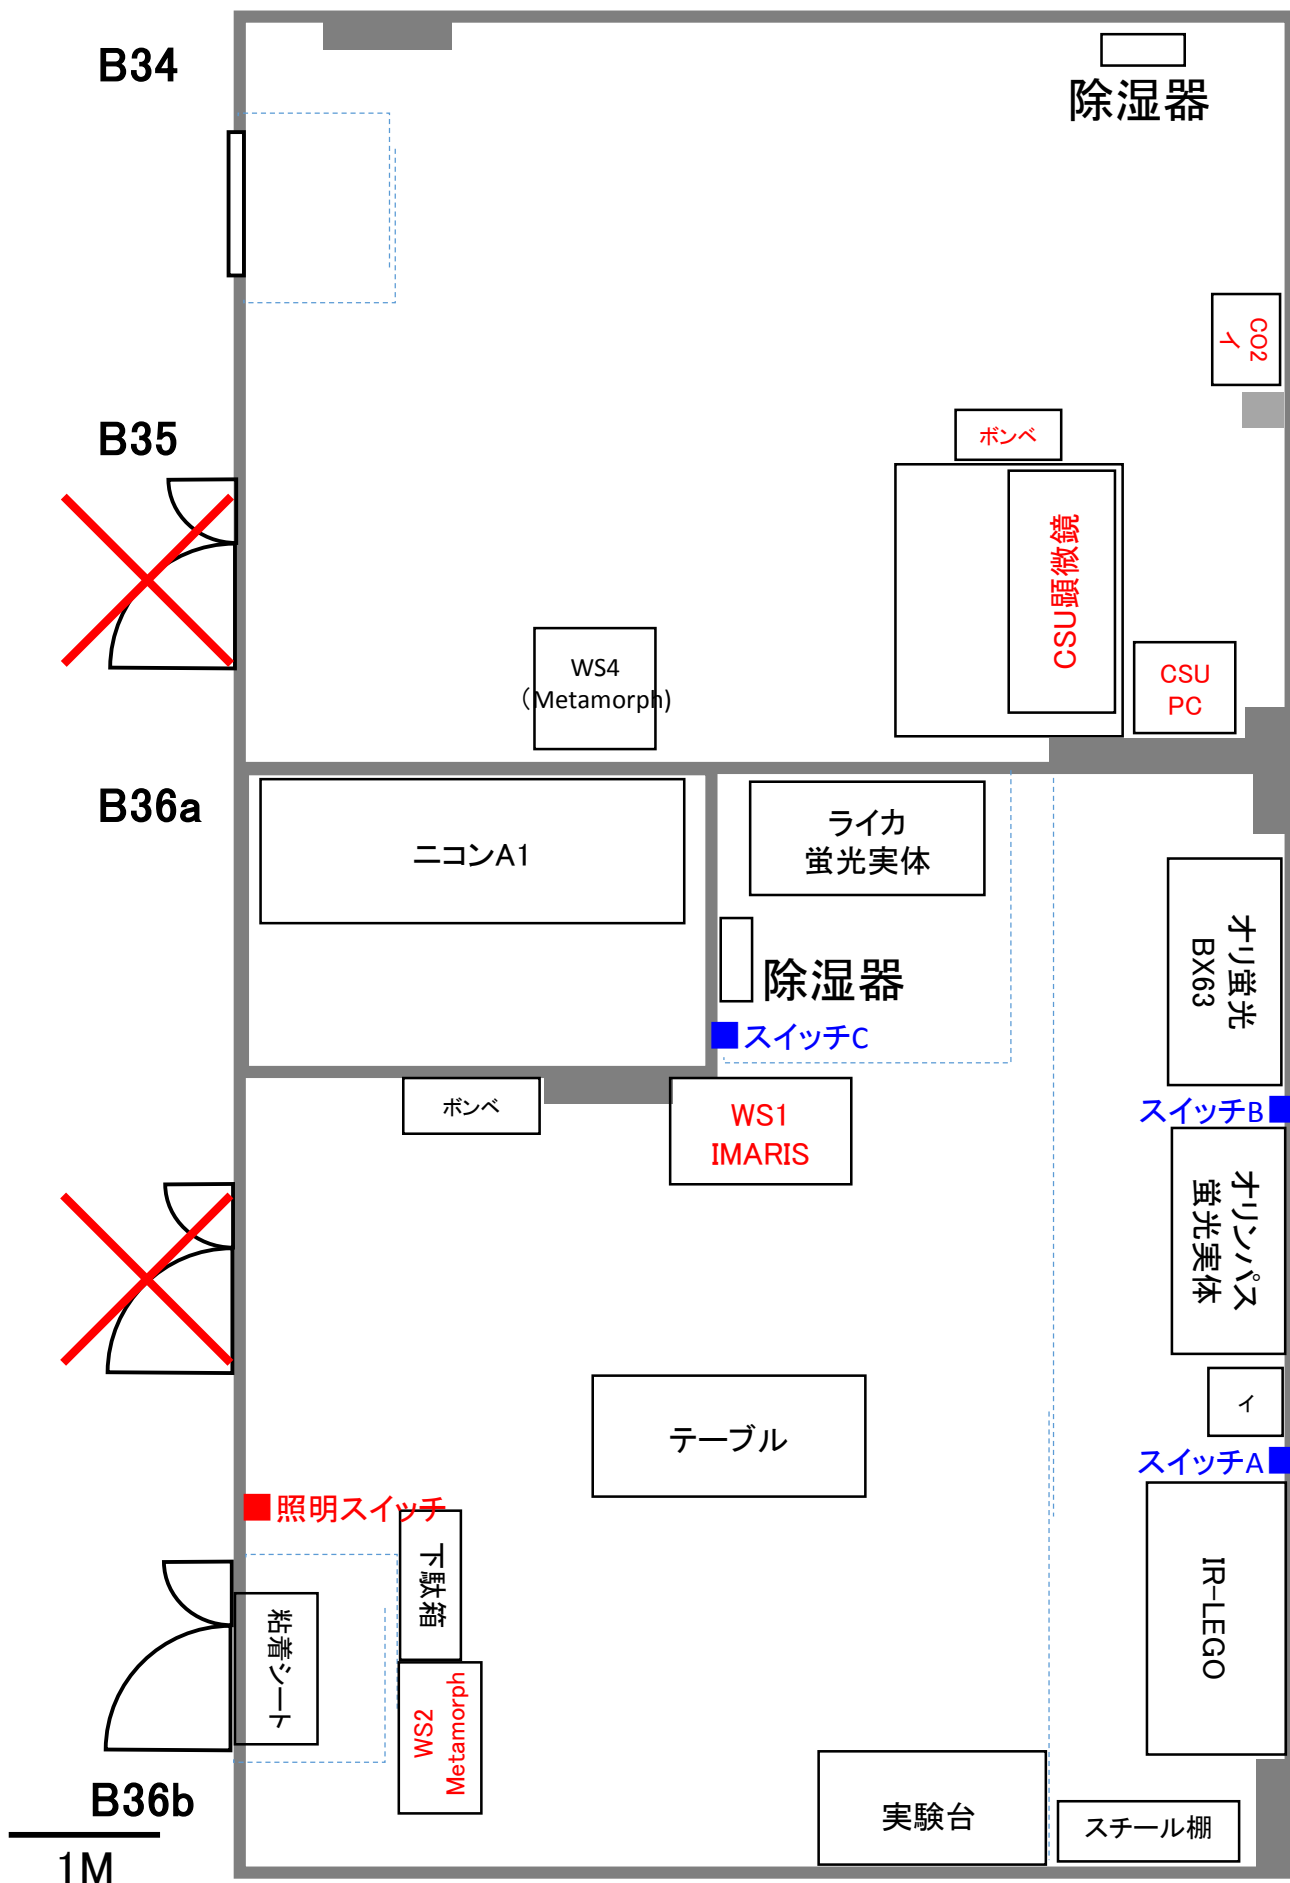 B34
除湿器
CO2
イ
B35
ボンベ
CSU顕微鏡
WS4
（Metamorph)
CSU
PC
B36a
ニコンA1
ライカ
蛍光実体
オリ蛍光
BX63
除湿器
スイッチC
ボンベ
WS1
IMARIS
スイッチB
オリンパス
蛍光実体
イ
テーブル
スイッチA
照明スイッチ
下駄箱
IR-LEGO
粘着シート
WS2
Metamorph
B36b
実験台
スチール棚
1M